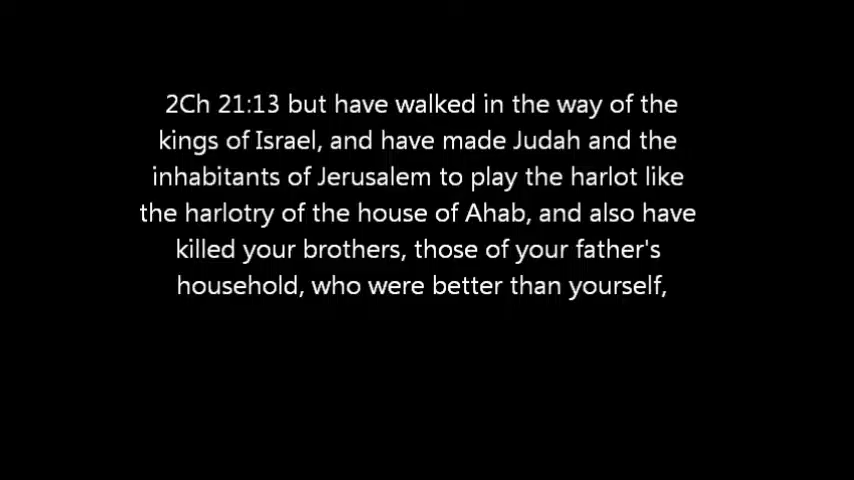 2Ch 21:13 but have walked in the way of the
kings of Israel, and have made Judah and the
inhabitants of Jerusalem to play the harlot like
the harlotry of the house of Ahab, and also have
killed your brothers, those of your father's
household, who were better than yourself,